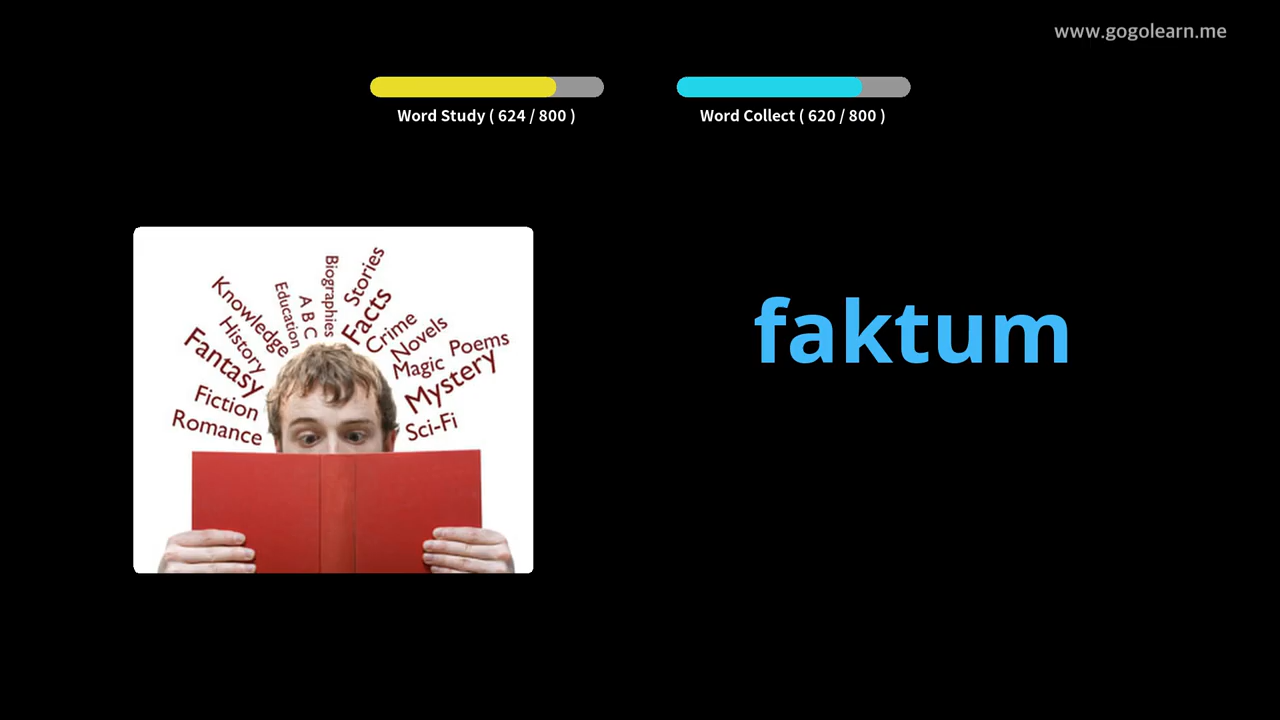 www.gogolearn.me
Word Study ( 624 / 800 )
Word Collect ( 620 / 800 )
faktum
Biographies
Stories
Education
A B C
Facts
Knowledge
Crime
History
Novels
Poems
Fantasy
Magic
Mystery
Fiction
Romance
Sci-Fi